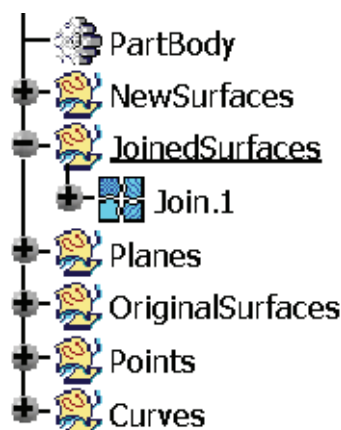 PartBody
NewSurfaces
JoinedSurfaces
Join.1
Planes
OriginalSurfaces
Points
Curves